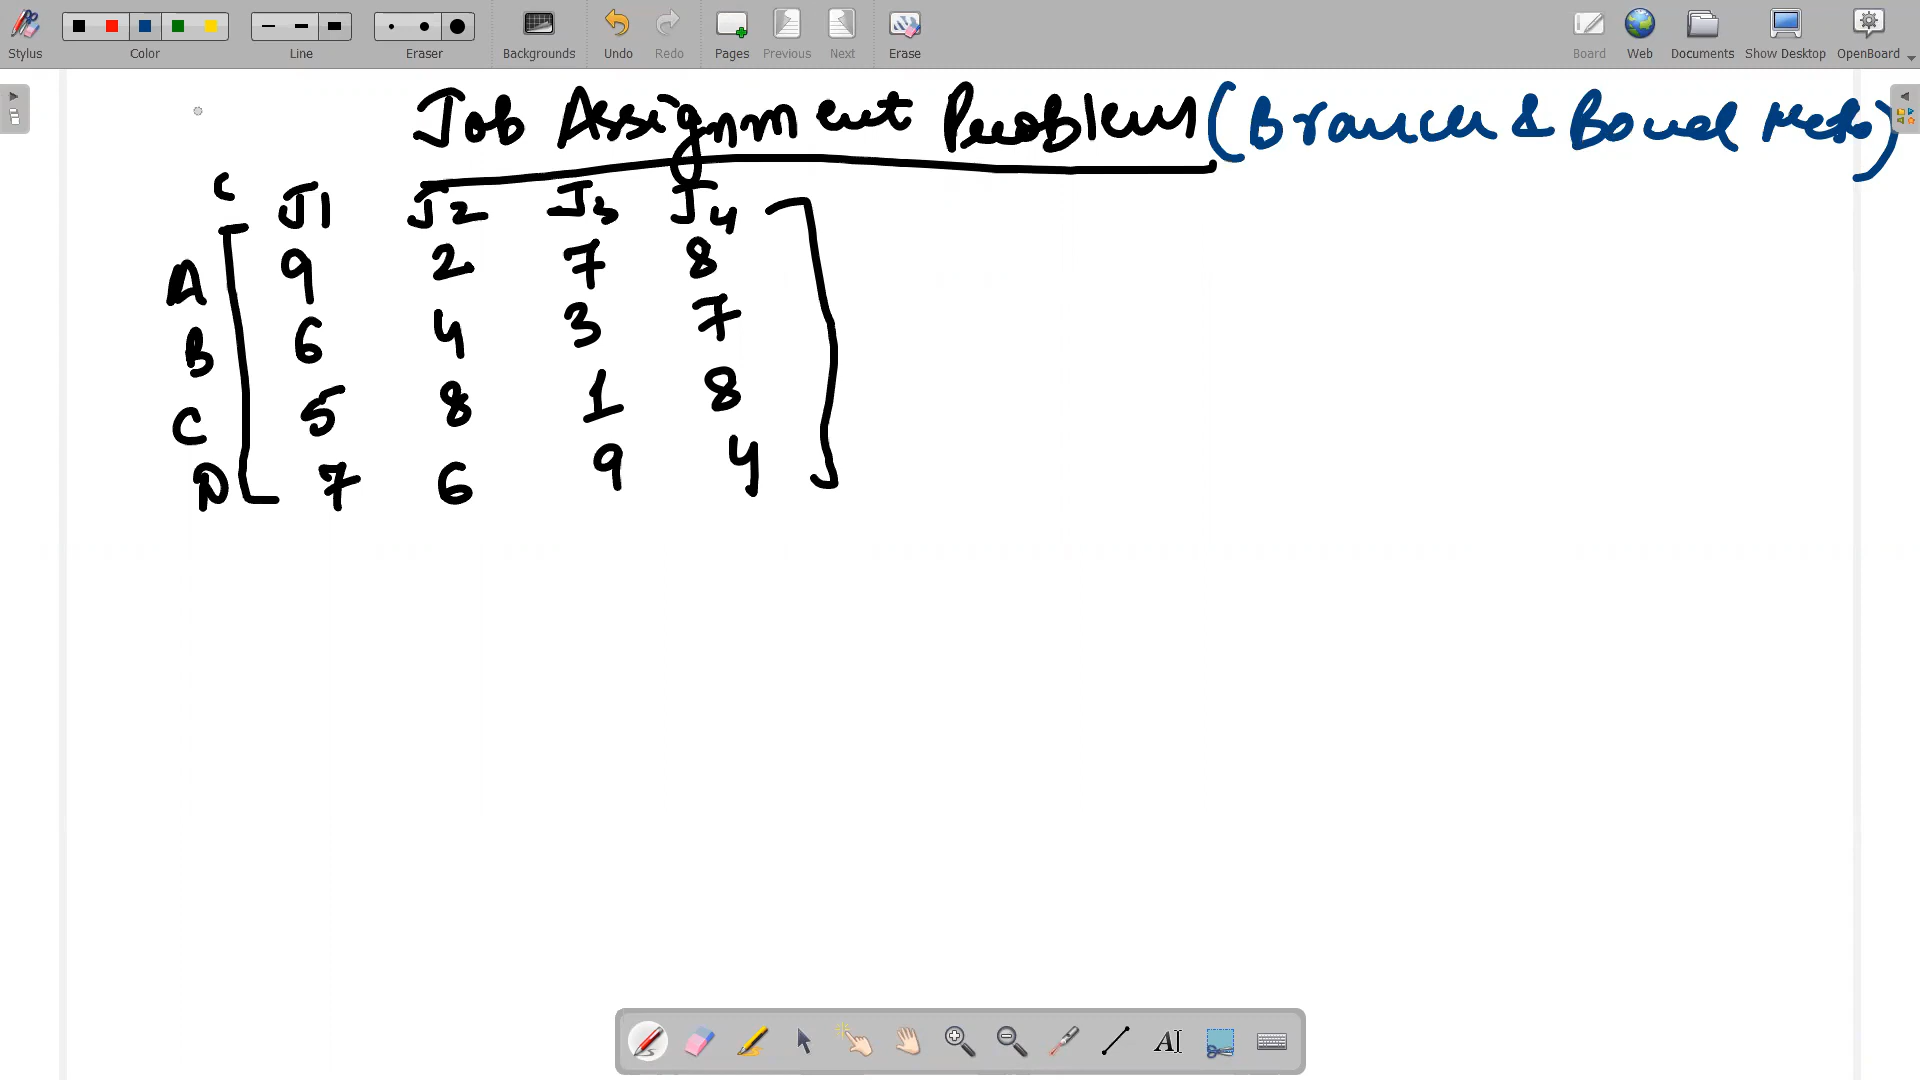 Stylus Color Line Eraser Backgrounds Undo Redo Pages Previous Next Erase Board Web Documents Show Desktop OpenBoard
Job Assignment Problem (Branch & Bound
C J1 J2 J3 J4
A 9 2 7 8
B 6 4 3 7
C 5 8 1 8
D 7 6 9 4